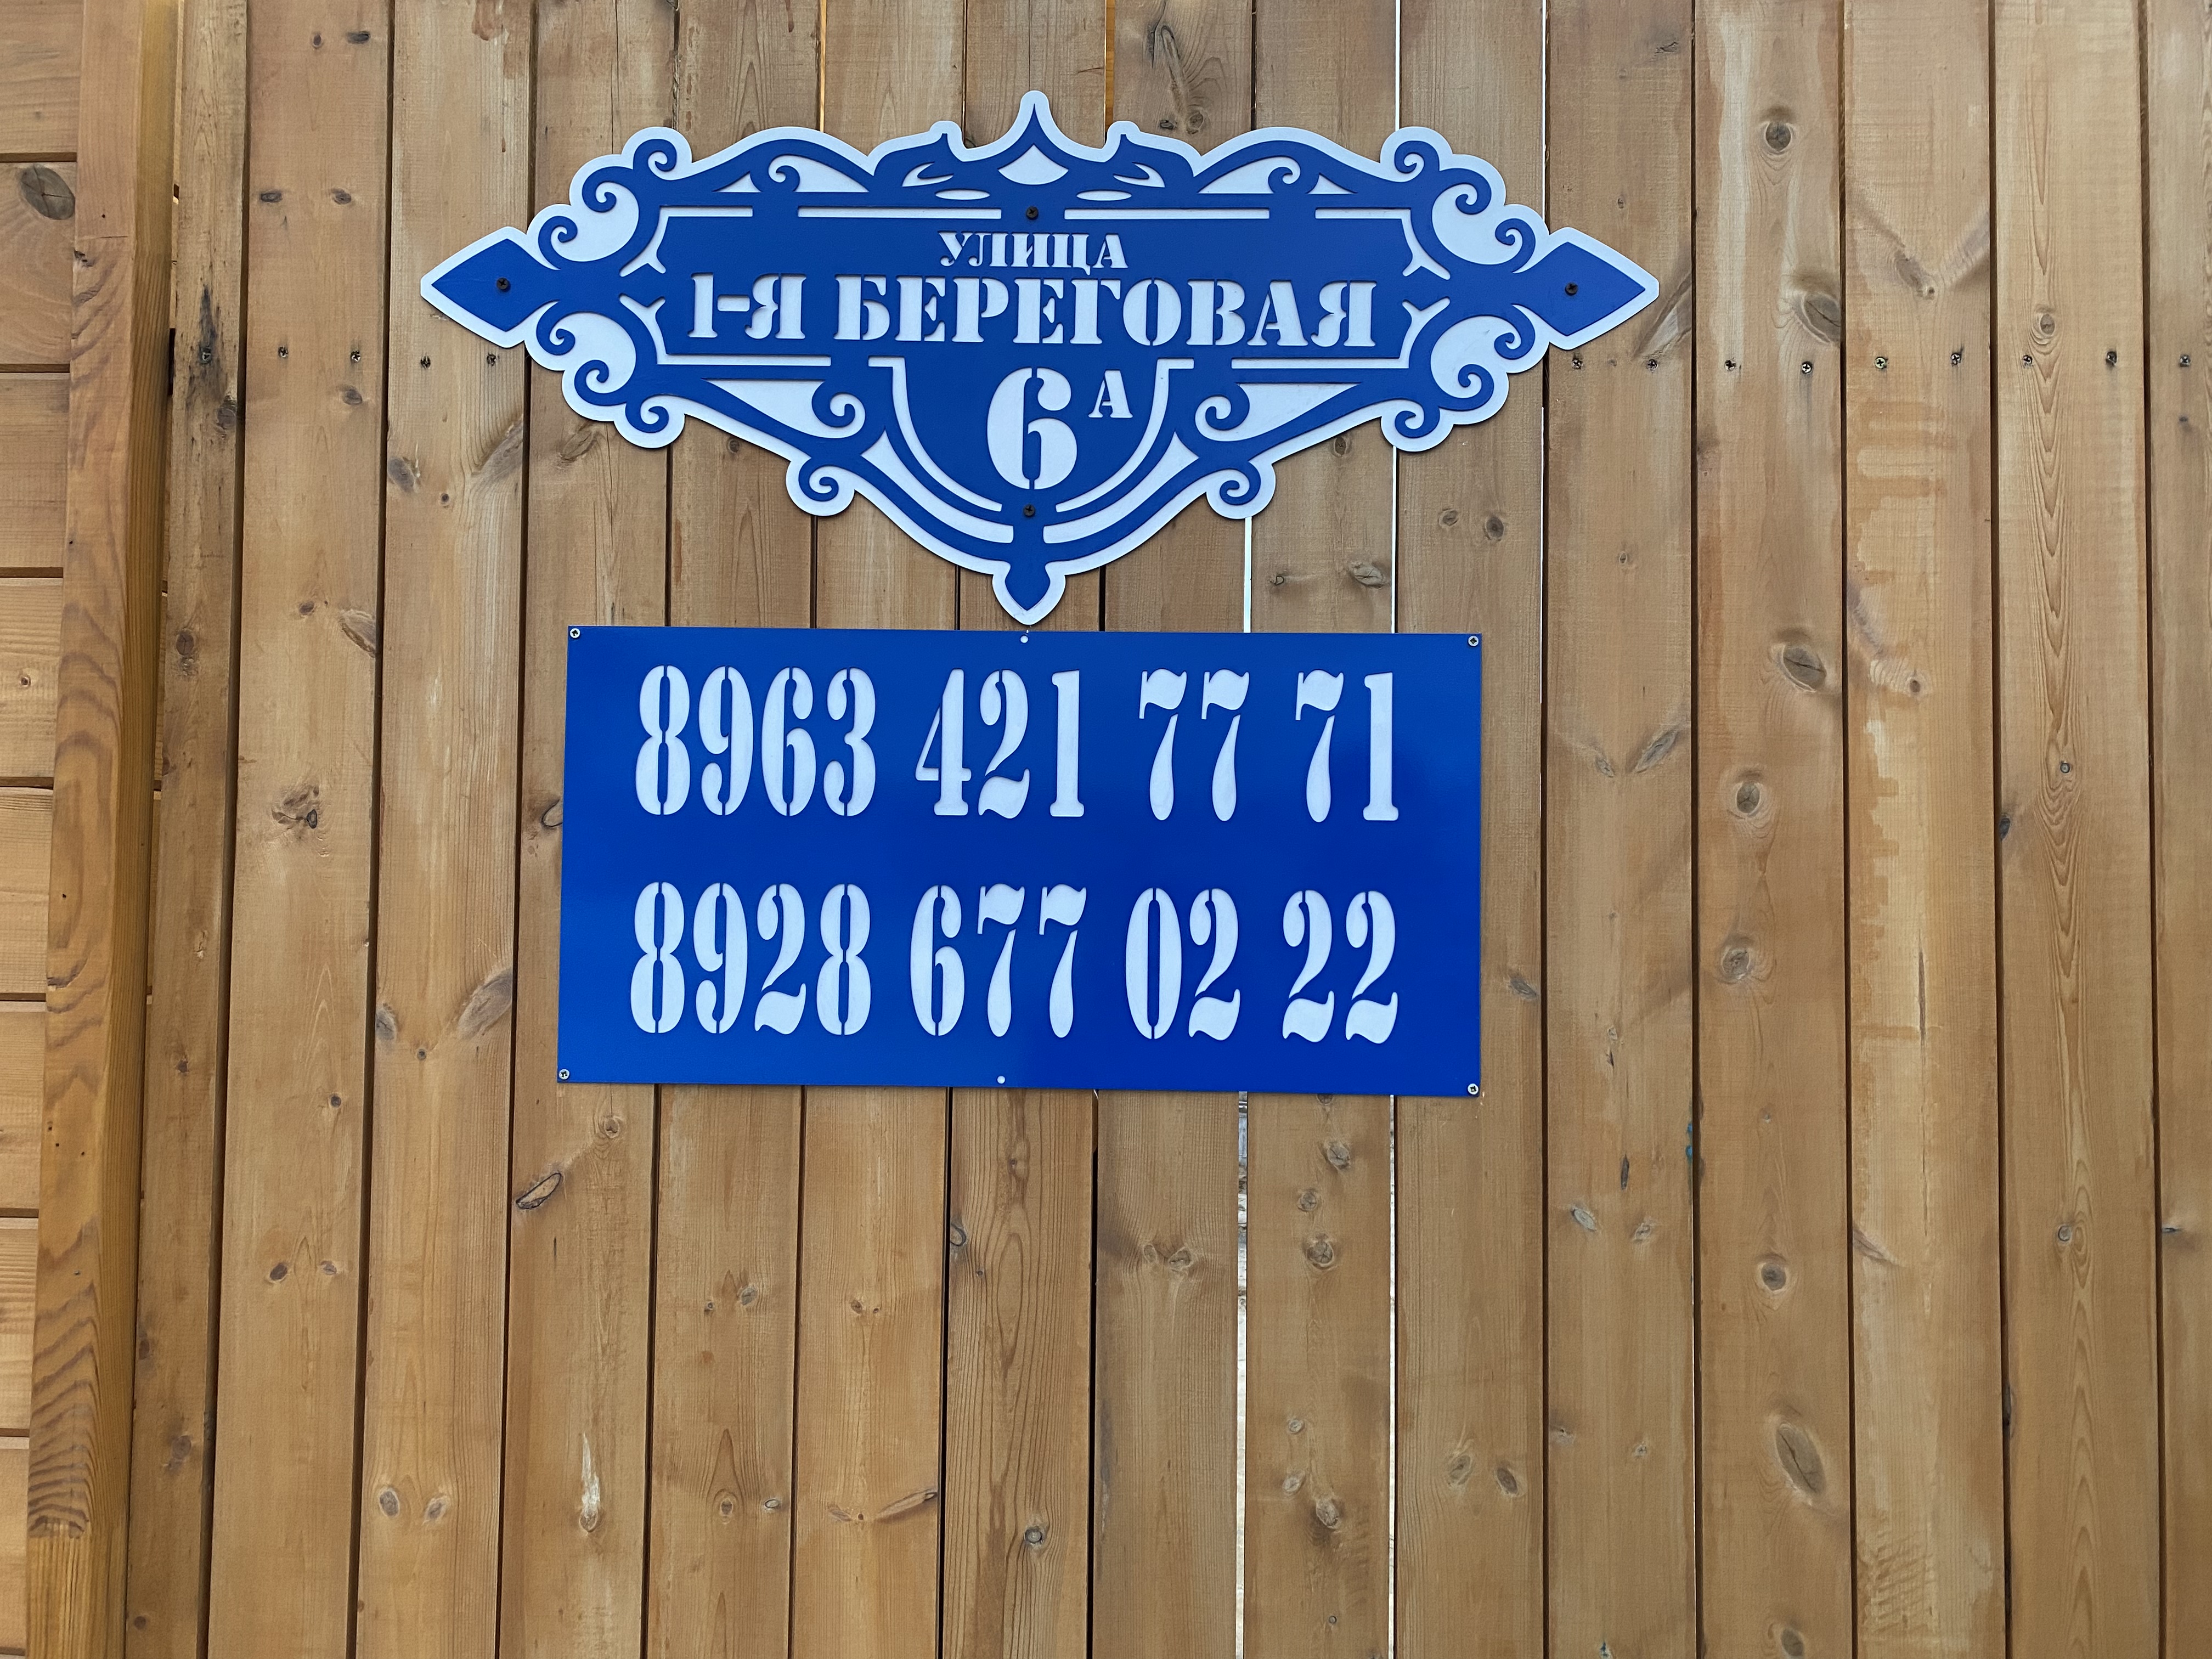 УЛИЦА
1-Я БЕРЕГОВАЯ
6А
8963 421 77 71
8928 677 02 22